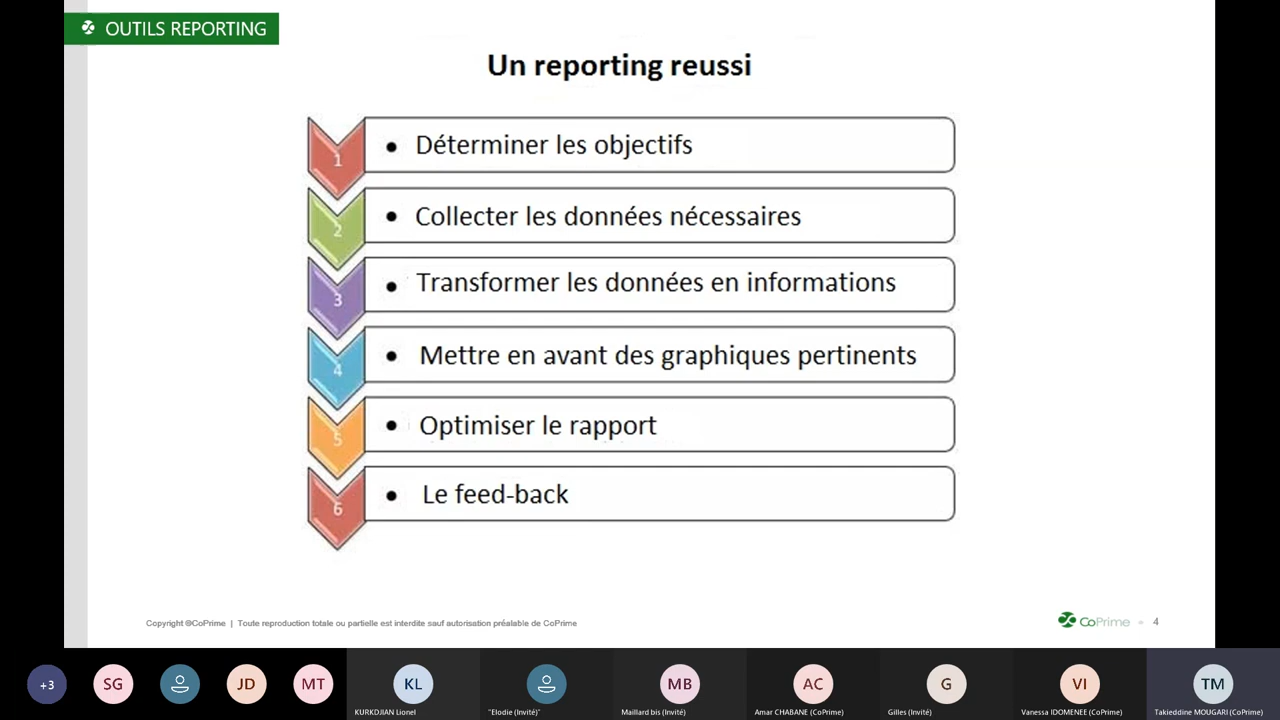 OUTILS REPORTING
Un reporting reussi
1 • Déterminer les objectifs
2 • Collecter les données nécessaires
3 • Transformer les données en informations
4 • Mettre en avant des graphiques pertinents
5 • Optimiser le rapport
6 • Le feed-back
Copyright ©CoPrime | Toute reproduction totale ou partielle est interdite sauf autorisation préalable de CoPrime
CoPrime 4
+3 SG JD MT KL MB AC G VI TM
KURKDJIAN Lionel "Elodie (Invité)" Maillard bis (Invité) Amar CHABANE (CoPrime) Gilles (Invité) Vanessa IDOMENEE (CoPrime) Takieddine MOUGARI (CoPrime)